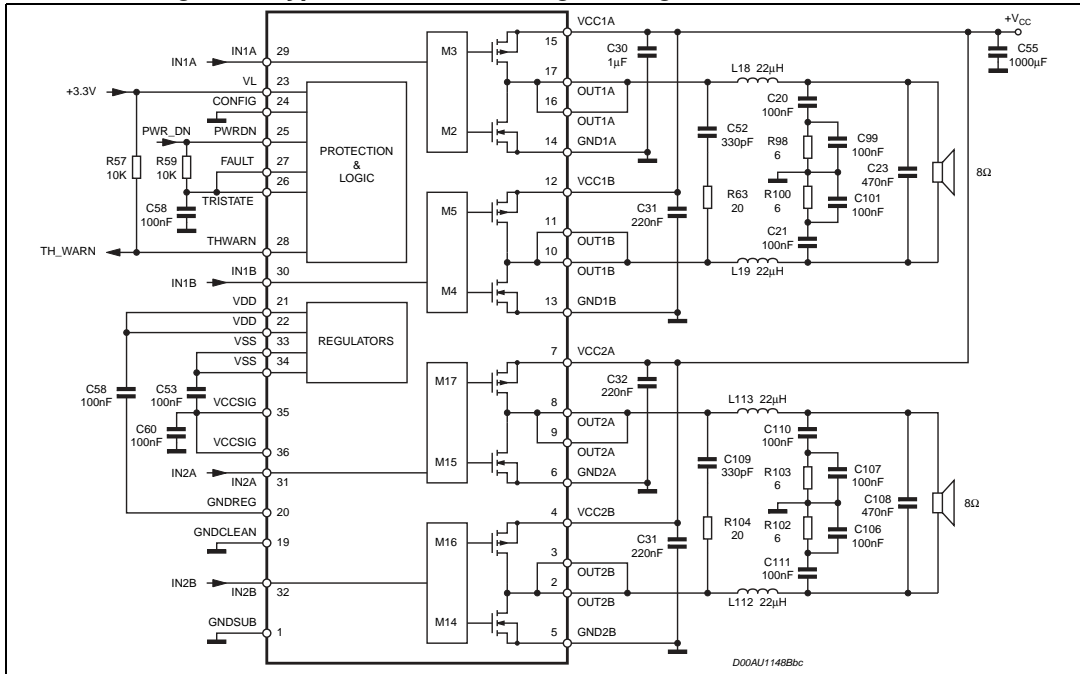 VCC1A
+VCC
15
IN1A
29
M3
C30
1µF
C55
1000µF
IN1A
VL
23
17
L18 22µH
+3.3V
CONFIG
24
OUT1A
16
C20
100nF
PWR_DN
PWRDN
25
M2
OUT1A
14
GND1A
C52
330pF
R98
6
C99
100nF
R57
10K
R59
10K
FAULT
27
PROTECTION
&
LOGIC
C23
470nF
8Ω
26
TRISTATE
12
VCC1B
R63
20
R100
6
C101
100nF
C58
100nF
M5
C31
220nF
11
OUT1B
C21
100nF
TH_WARN
THWARN
28
10
OUT1B
L19 22µH
IN1B
30
IN1B
M4
13
GND1B
VDD
21
VDD
22
REGULATORS
VSS
33
VSS
34
7
VCC2A
C58
100nF
C53
100nF
M17
C32
220nF
L113 22µH
VCCSIG
35
8
OUT2A
C60
100nF
9
C110
100nF
VCCSIG
36
OUT2A
M15
C109
330pF
R103
6
C107
100nF
IN2A
IN2A
31
6
GND2A
C108
470nF
8Ω
GNDREG
20
4
VCC2B
R104
20
R102
6
C106
100nF
GNDCLEAN
19
M16
C31
220nF
3
OUT2B
C111
100nF
IN2B
IN2B
32
2
OUT2B
L112 22µH
M14
GNDSUB
1
5
GND2B
D00AU1148Bbc